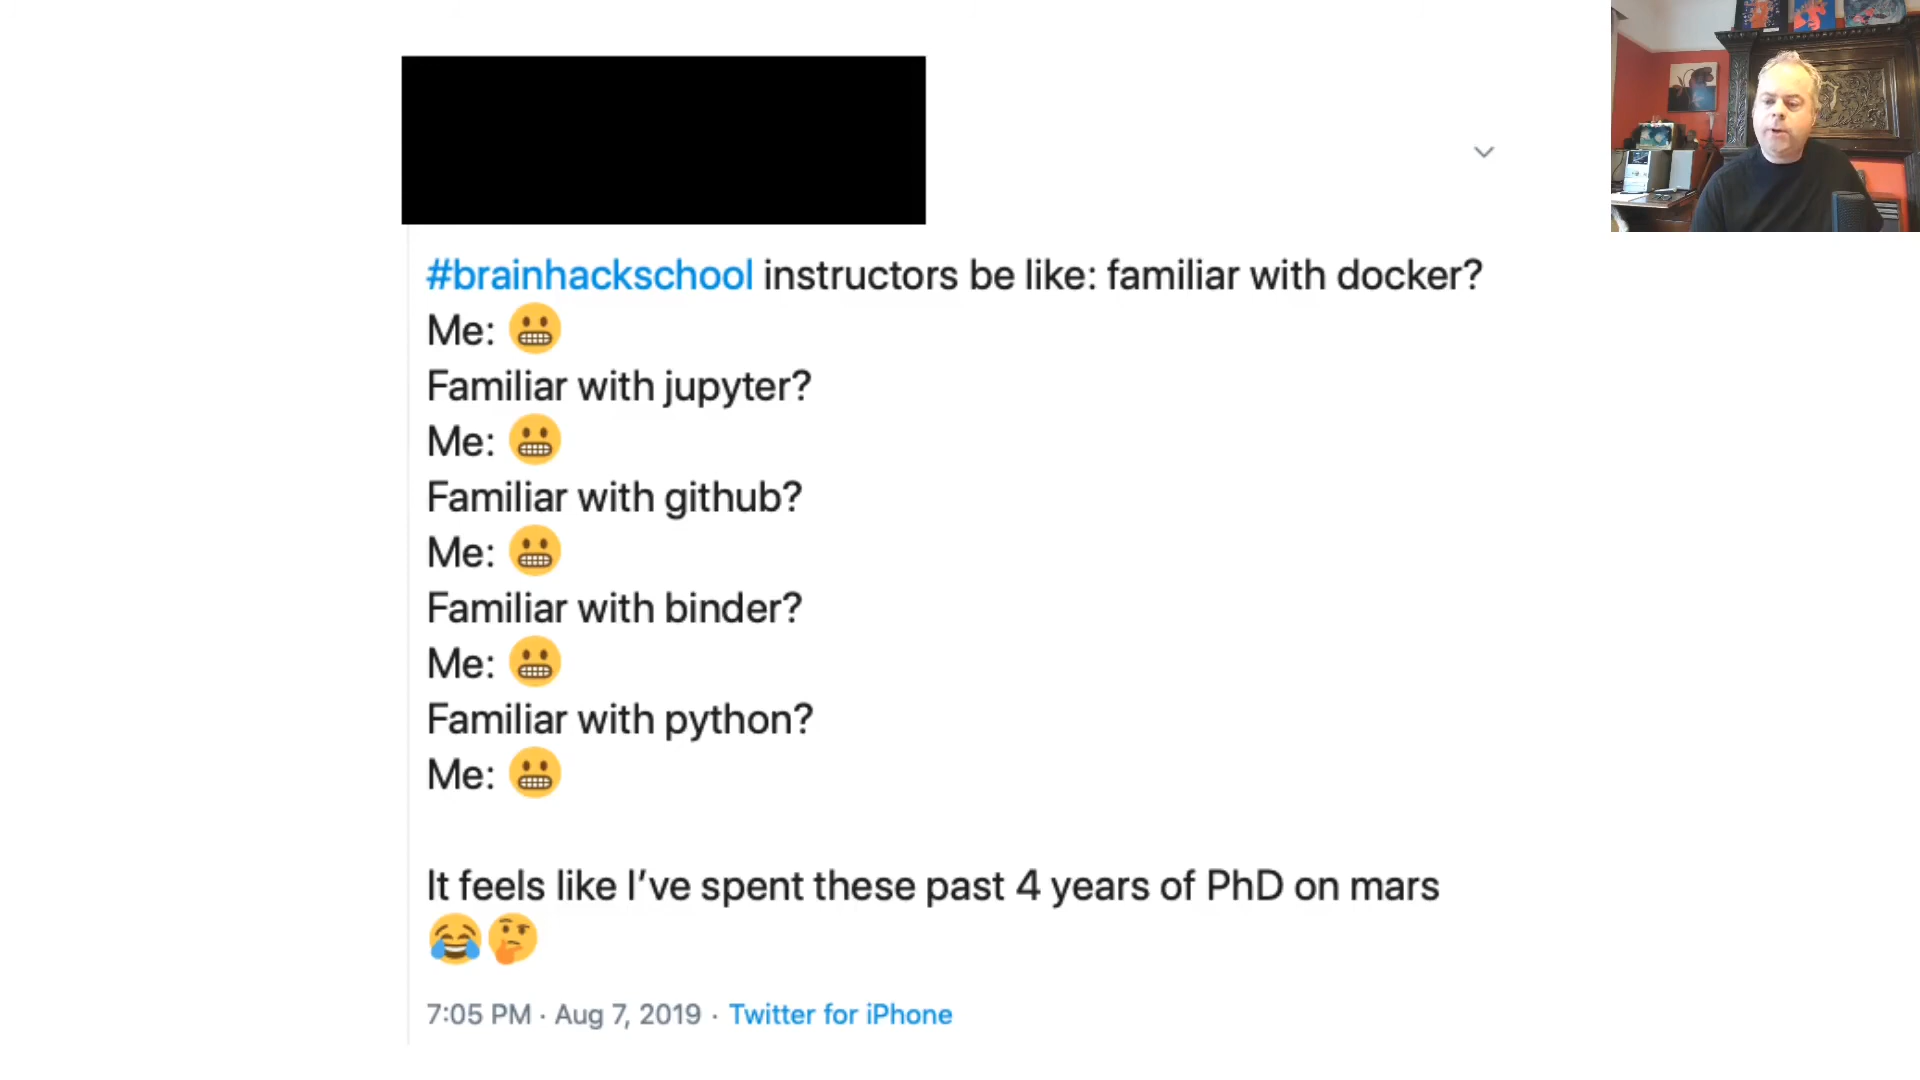 #brainhackschool instructors be like: familiar with docker?
Me: 😬
Familiar with jupyter?
Me: 😬
Familiar with github?
Me: 😬
Familiar with binder?
Me: 😬
Familiar with python?
Me: 😬
It feels like I’ve spent these past 4 years of PhD on mars
😂🤔
7:05 PM · Aug 7, 2019 · Twitter for iPhone